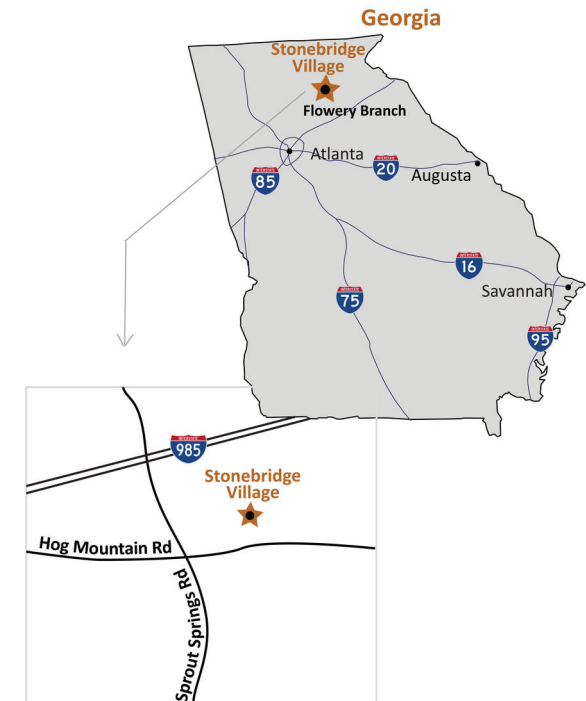 Georgia
Stonebridge
Village
Flowery Branch
Atlanta
20
85
Augusta
16
75
Savannah
95
INTERSTATE
985
Stonebridge
Village
Hog Mountain Rd
Sprout Springs Rd